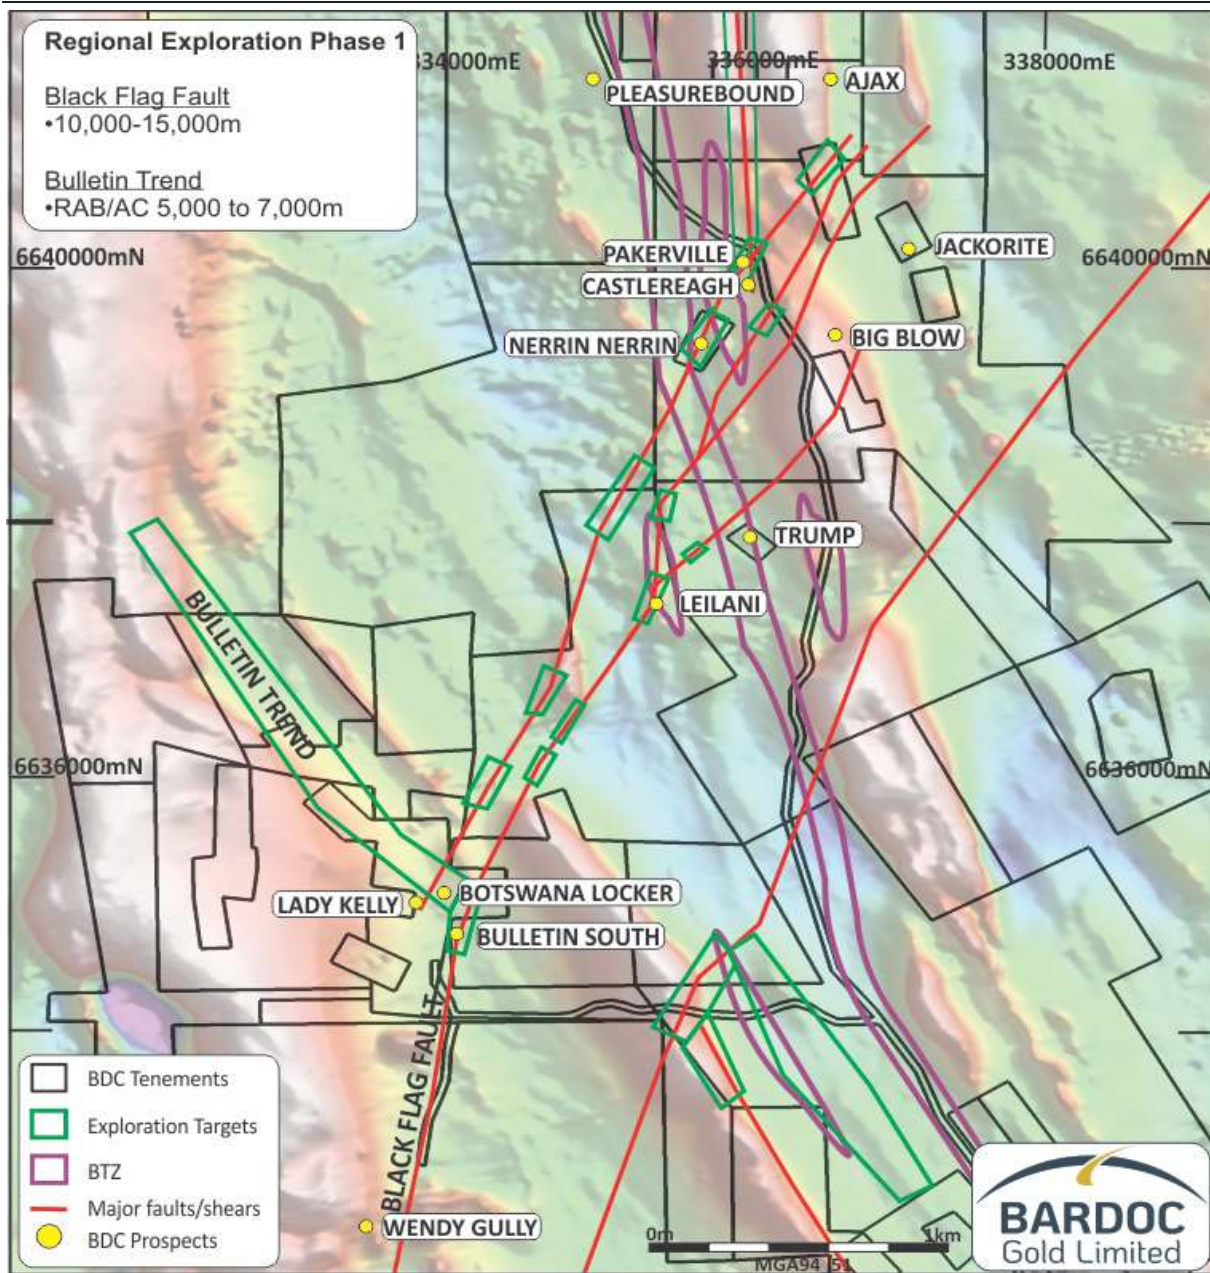 Regional Exploration Phase 1
Black Flag Fault
•10,000-15,000m
Bulletin Trend
•RAB/AC 5,000 to 7,000m
334000mE
336000mE
338000mE
PLEASUREBOUND
AJAX
6640000mN
PAKERVILLE
JACKORITE
6640000mN
CASTLEREAGH
NERRIN NERRIN
BIG BLOW
TRUMP
LEILANI
BULLETIN TREND
6636000mN
6636000mN
LADY KELLY
BOTSWANA LOCKER
BULLETIN SOUTH
BLACK FLAG FAULT
WENDY GULLY
BDC Tenements
Exploration Targets
BTZ
Major faults/shears
BDC Prospects
0m
1km
MGA94_51
BARDOC
Gold Limited